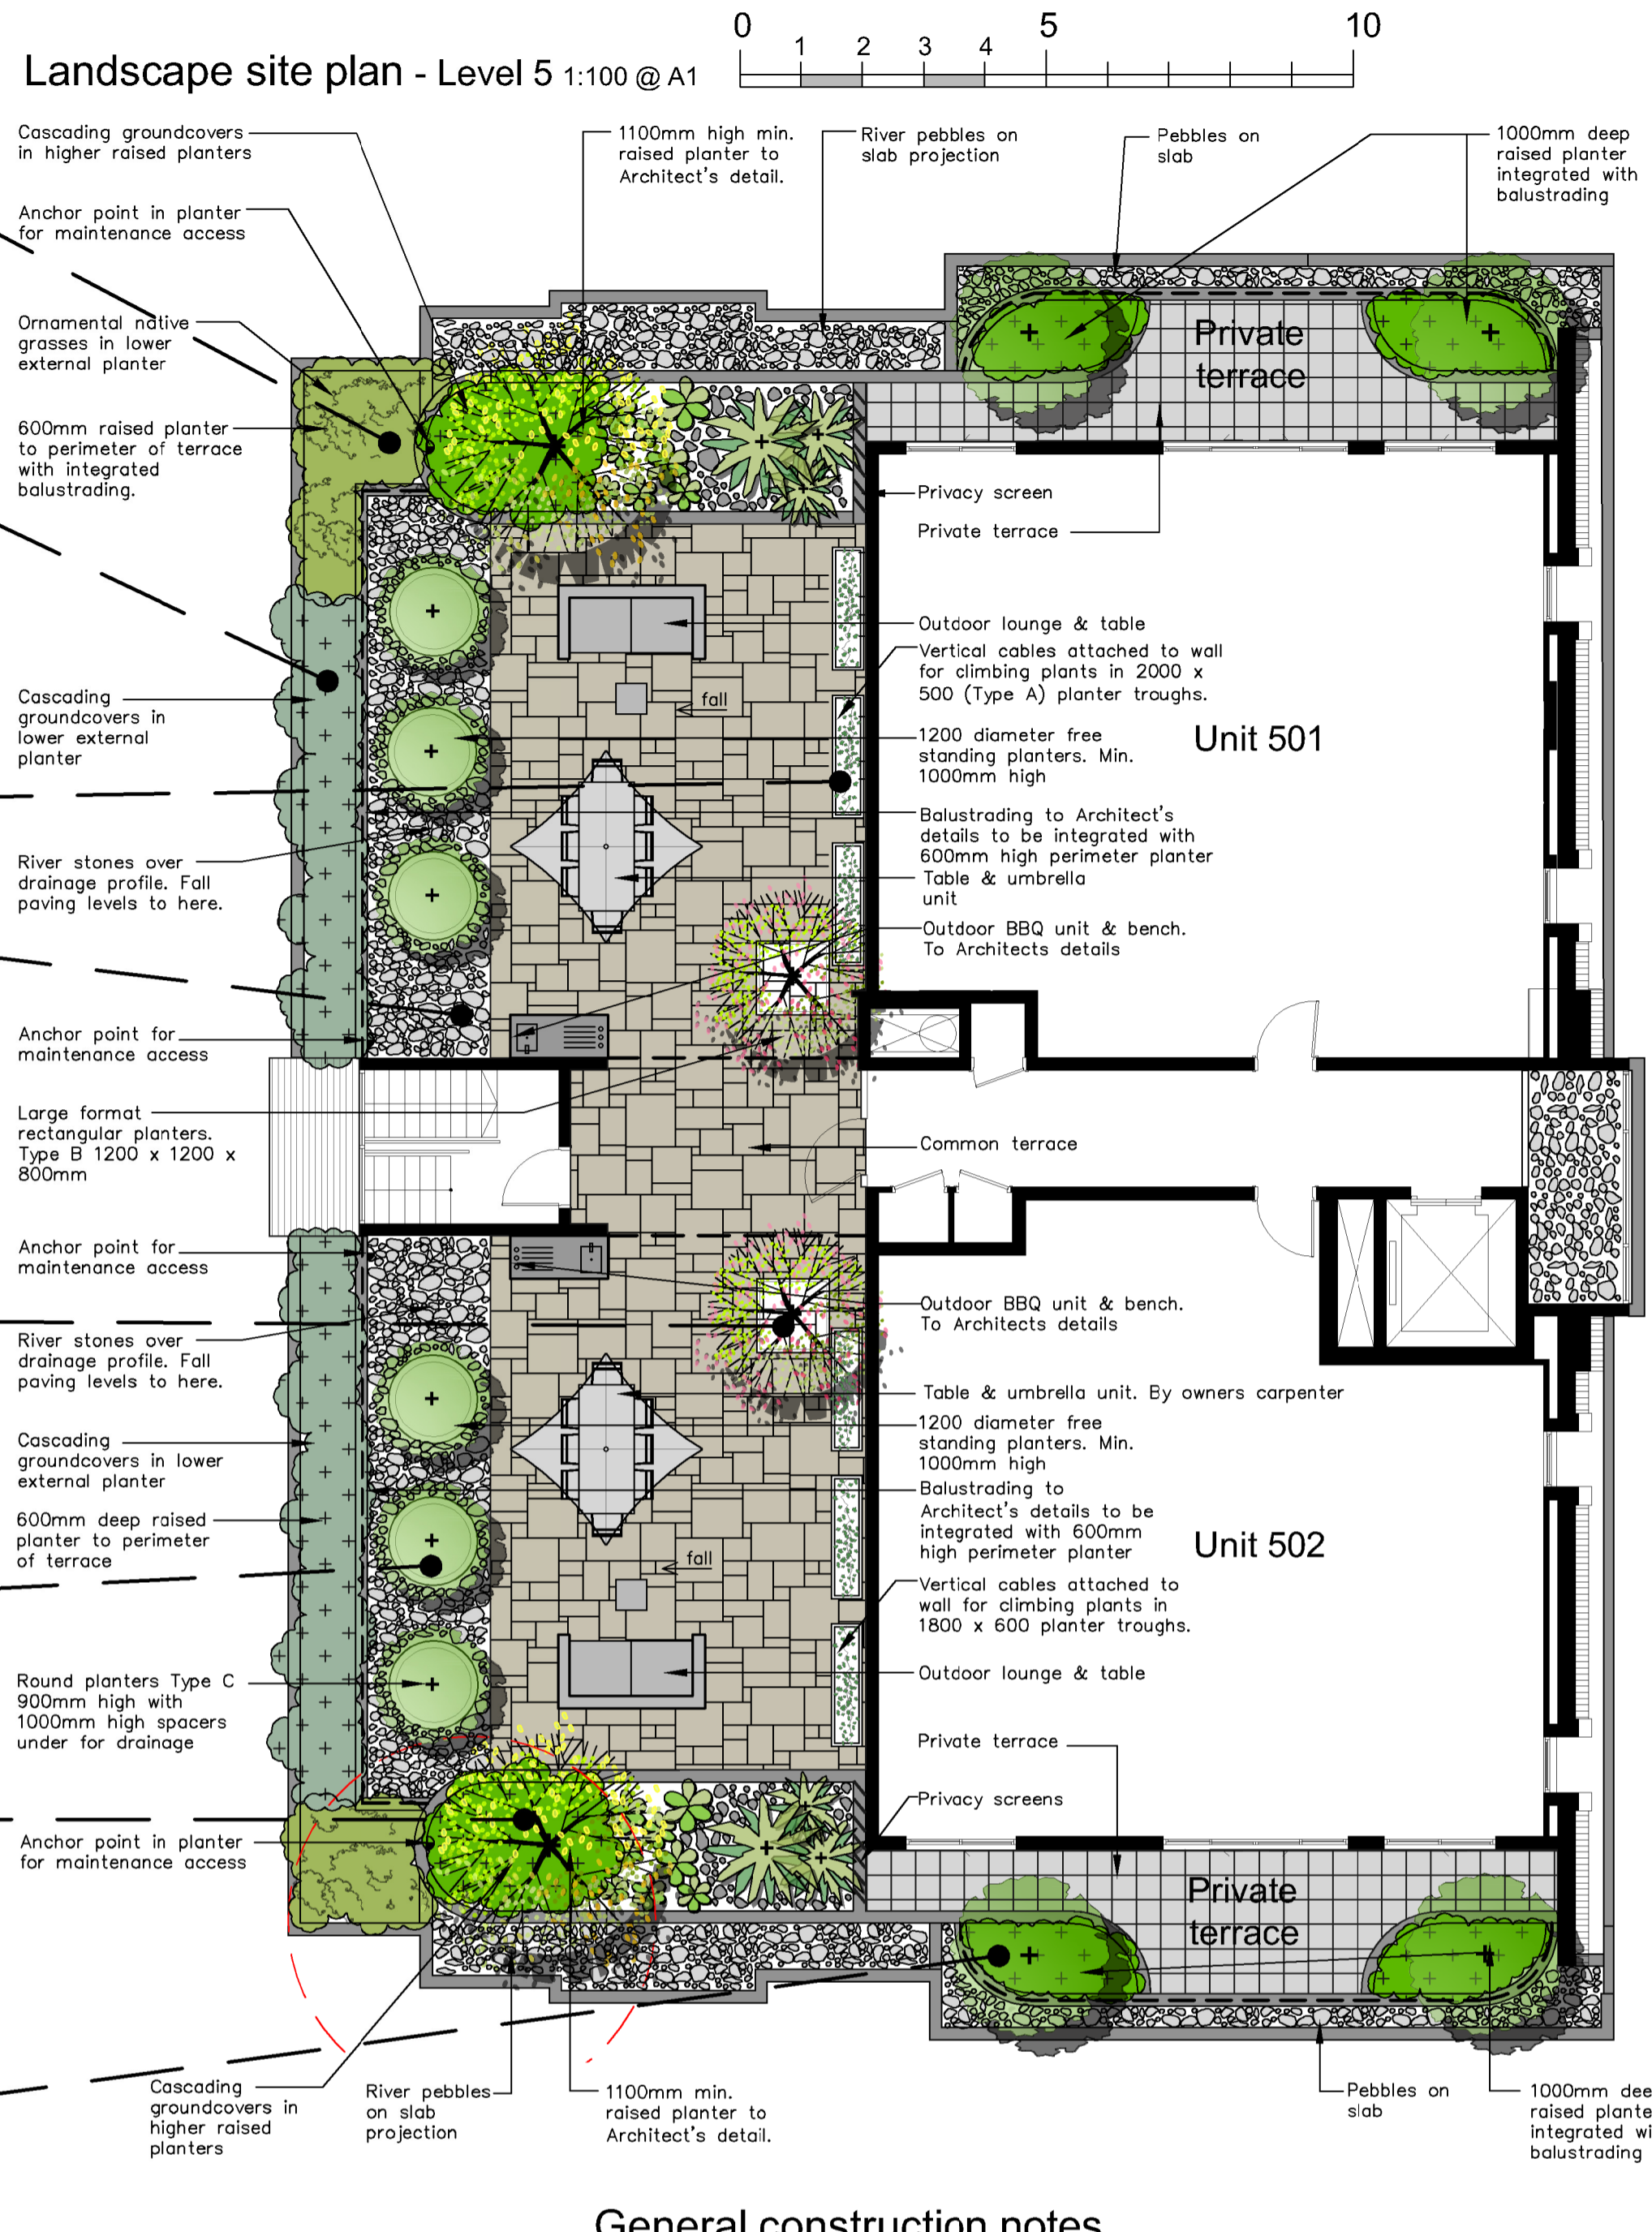 0 5 10
1 2 3 4
Landscape site plan - Level 5 1:100 @ A1
Cascading groundcovers
in higher raised planters
1100mm high min.
raised planter to
Architect's detail.
River pebbles on
slab projection
Pebbles on
slab
1000mm deep
raised planter
integrated with
balustrading
Anchor point in planter
for maintenance access
Ornamental native
grasses in lower
external planter
600mm raised planter
to perimeter of terrace
with integrated
balustrading.
Private
terrace
Privacy screen
Private terrace
Outdoor lounge & table
Vertical cables attached to wall
for climbing plants in 2000 x
500 (Type A) planter troughs.
fall
Cascading
groundcovers in
lower external
planter
1200 diameter free
standing planters. Min.
1000mm high
Unit 501
Balustrading to Architect's
details to be integrated with
600mm high perimeter planter
Table & umbrella
unit
River stones over
drainage profile. Fall
paving levels to here.
Outdoor BBQ unit & bench.
To Architects details
Anchor point for
maintenance access
Large format
rectangular planters.
Type B 1200 x 1200 x
800mm
Common terrace
Anchor point for
maintenance access
Outdoor BBQ unit & bench.
To Architects details
River stones over
drainage profile. Fall
paving levels to here.
Table & umbrella unit. By owners carpenter
1200 diameter free
standing planters. Min.
1000mm high
Cascading
groundcovers in lower
external planter
Balustrading to
Architect's details to be
integrated with 600mm
high perimeter planter
Unit 502
600mm deep raised
planter to perimeter
of terrace
fall
Vertical cables attached to
wall for climbing plants in
1800 x 600 planter troughs.
Outdoor lounge & table
Round planters Type C
900mm high with
1000mm high spacers
under for drainage
Private terrace
Privacy screens
Anchor point in planter
for maintenance access
Private
terrace
Cascading
groundcovers in
higher raised
planters
River pebbles
on slab
projection
1100mm min.
raised planter to
Architect's detail.
Pebbles on
slab
1000mm dee
raised plante
integrated wi
balustrading
General construction notes